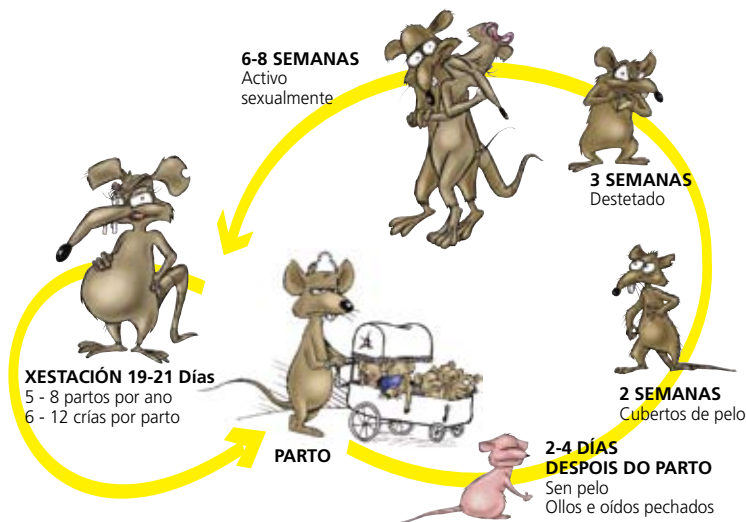 6-8 SEMANAS
Activo
sexualmente
3 SEMANAS
Destetado
2 SEMANAS
Cubertos de pelo
XESTACIÓN 19-21 Días
5 - 8 partos por ano
6 - 12 crías por parto
PARTO
2-4 DÍAS
DESPOIS DO PARTO
Sen pelo
Ollos e oídos pechados